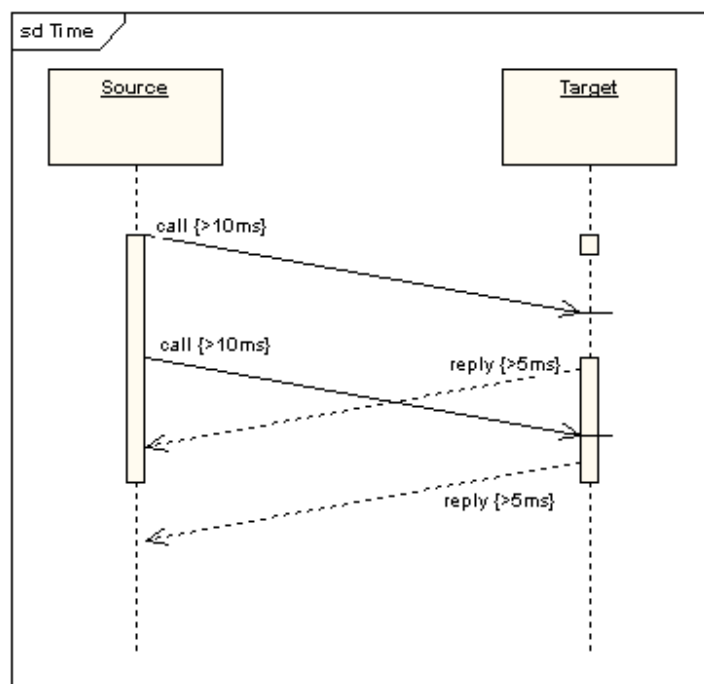 sd Time
Source
Target
call {>10ms}
call {>10ms}
reply {>5ms}
reply {>5ms}